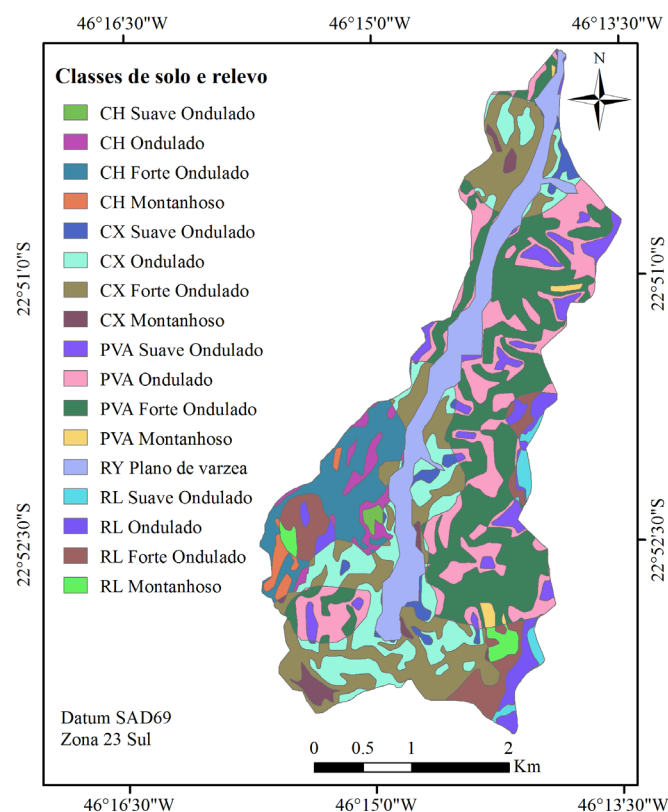 46°16'30"W 46°15'0"W 46°13'30"W
N
Classes de solo e relevo
CH Suave Ondulado
CH Ondulado
CH Forte Ondulado
CH Montanhoso
CX Suave Ondulado
CX Ondulado
CX Forte Ondulado
CX Montanhoso
PVA Suave Ondulado
PVA Ondulado
PVA Forte Ondulado
PVA Montanhoso
RY Plano de varzea
RL Suave Ondulado
RL Ondulado
RL Forte Ondulado
RL Montanhoso
22°51'0"S 22°51'0"S
22°52'30"S 22°52'30"S
Datum SAD69
Zona 23 Sul
0 0.5 1 2
Km
46°16'30"W 46°15'0"W 46°13'30"W